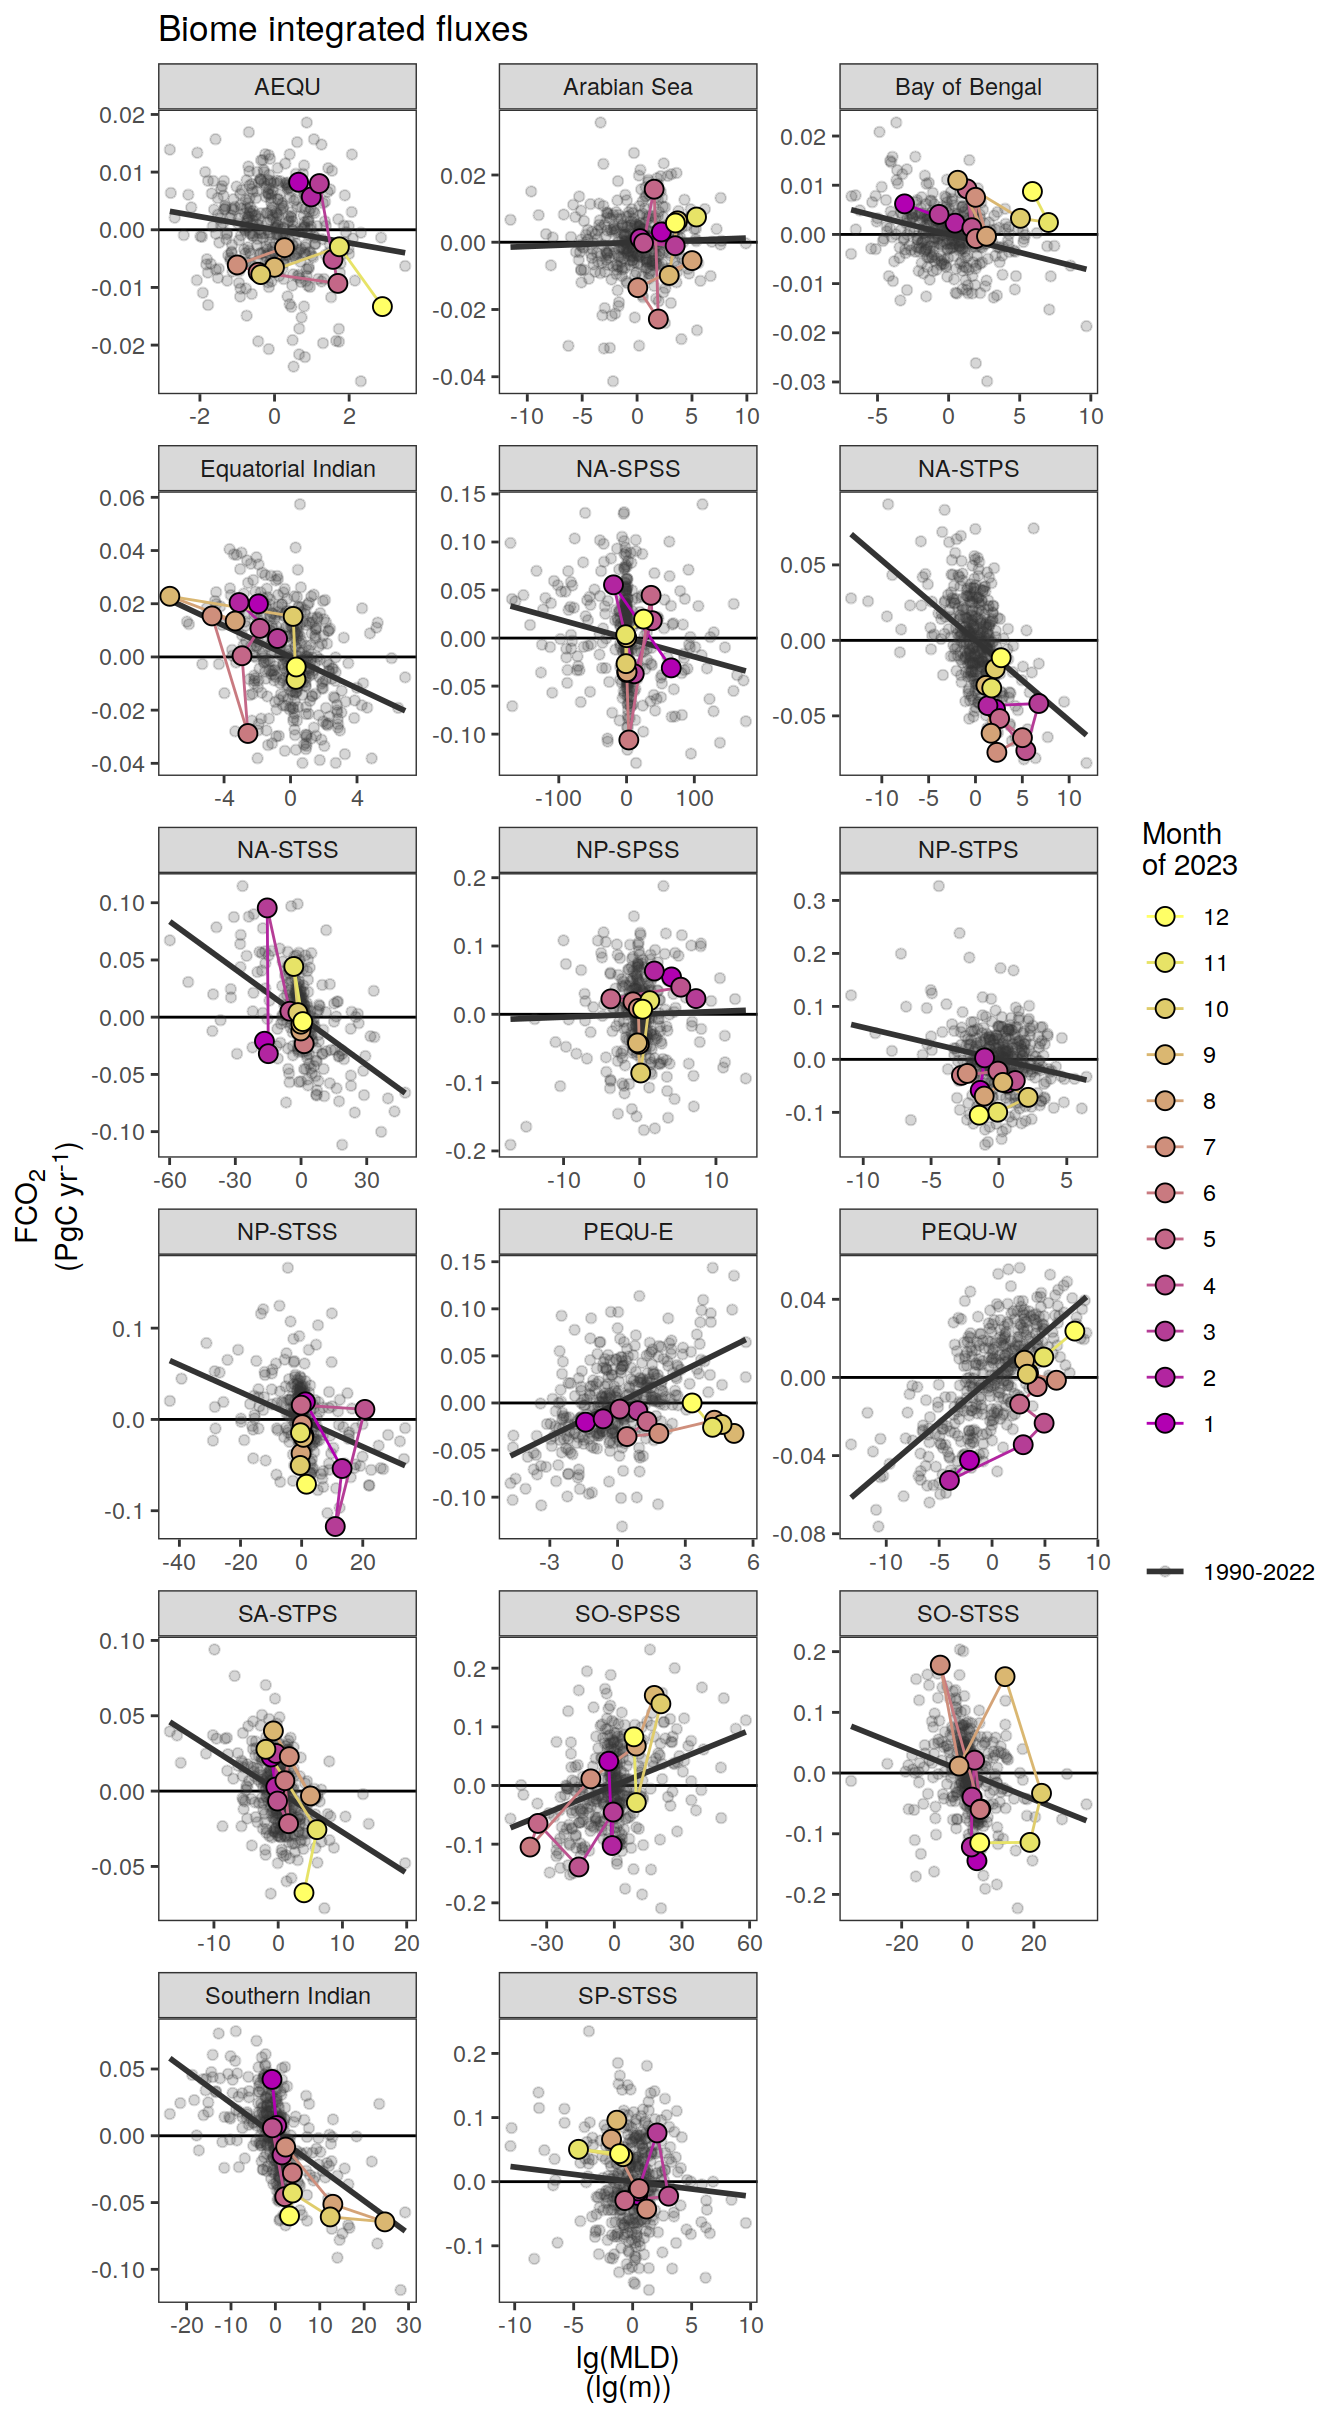 Biome integrated fluxes
AEQU
Arabian Sea
Bay of Bengal
0.02
0.01
0.00
-0.01
-0.02
0.02
0.00
-0.02
-0.04
0.02
0.01
0.00
-0.01
-0.02
-0.03
-2 0 2
-10 -5 0 5 10
-5 0 5 10
Equatorial Indian
NA-SPSS
NA-STPS
0.06
0.04
0.02
0.00
-0.02
-0.04
0.15
0.10
0.05
0.00
-0.05
-0.10
0.05
0.00
-0.05
-4 0 4
-100 0 100
-10 -5 0 5 10
NA-STSS
NP-SPSS
NP-STPS
0.10
0.05
0.00
-0.05
-0.10
0.2
0.1
0.0
-0.1
-0.2
0.3
0.2
0.1
0.0
-0.1
-60 -30 0 30
-10 0 10
-10 -5 0 5
NP-STSS
PEQU-E
PEQU-W
0.1
0.0
-0.1
0.15
0.10
0.05
0.00
-0.05
-0.10
0.04
0.00
-0.04
-0.08
-40 -20 0 20
-3 0 3 6
-10 -5 0 5 10
SA-STPS
SO-SPSS
SO-STSS
0.10
0.05
0.00
-0.05
0.2
0.1
0.0
-0.1
-0.2
0.2
0.1
0.0
-0.1
-0.2
-10 0 10 20
-30 0 30 60
-20 0 20
Southern Indian
SP-STSS
0.05
0.00
-0.05
-0.10
0.2
0.1
0.0
-0.1
-20 -10 0 10 20 30
-10 -5 0 5 10
FCO₂
(PgC yr⁻¹)
lg(MLD)
(lg(m))
Month
of 2023
12
11
10
9
8
7
6
5
4
3
2
1
1990-2022